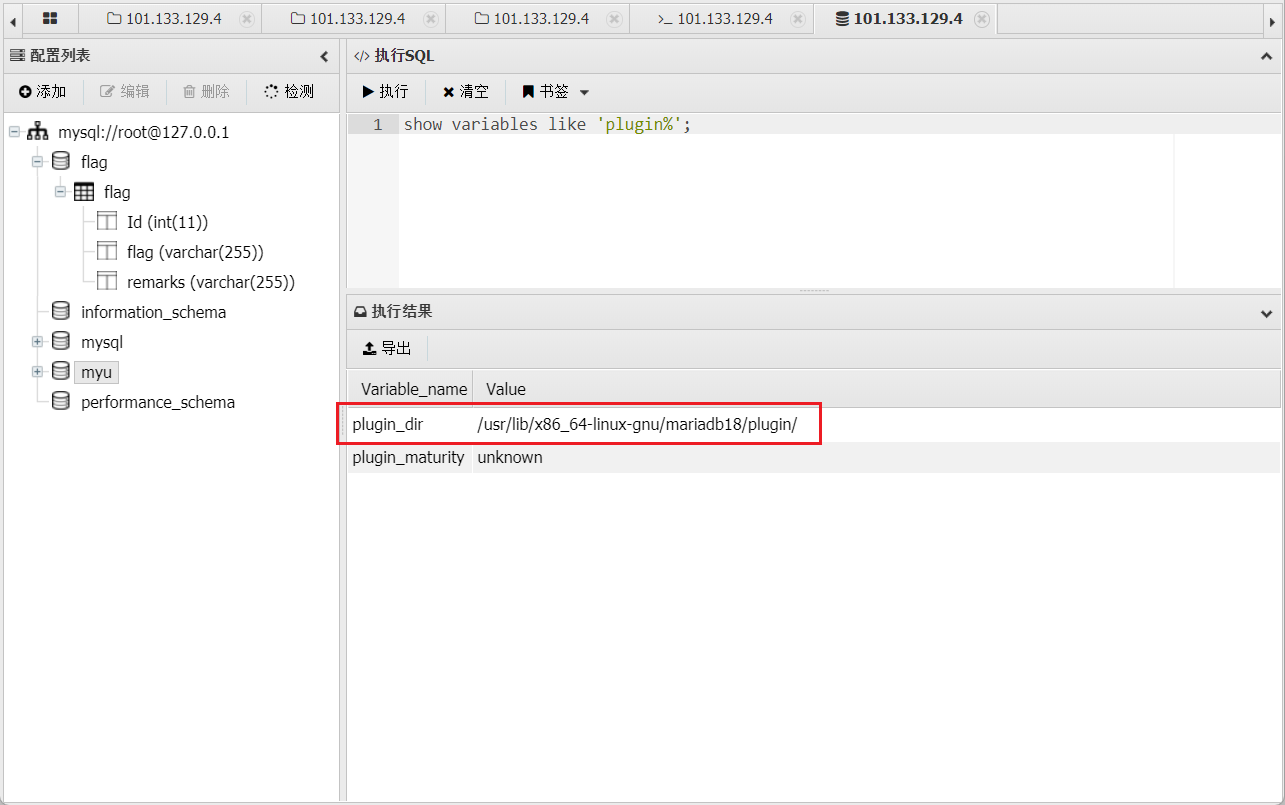 101.133.129.4
101.133.129.4
101.133.129.4
>_ 101.133.129.4
101.133.129.4
配置列表
添加 编辑 删除 检测
mysql://root@127.0.0.1
flag
flag
Id (int(11))
flag (varchar(255))
remarks (varchar(255))
information_schema
mysql
myu
performance_schema
</> 执行SQL
执行 清空 书签
1 show variables like 'plugin%';
执行结果
导出
Variable_name Value
plugin_dir /usr/lib/x86_64-linux-gnu/mariadb18/plugin/
plugin_maturity unknown